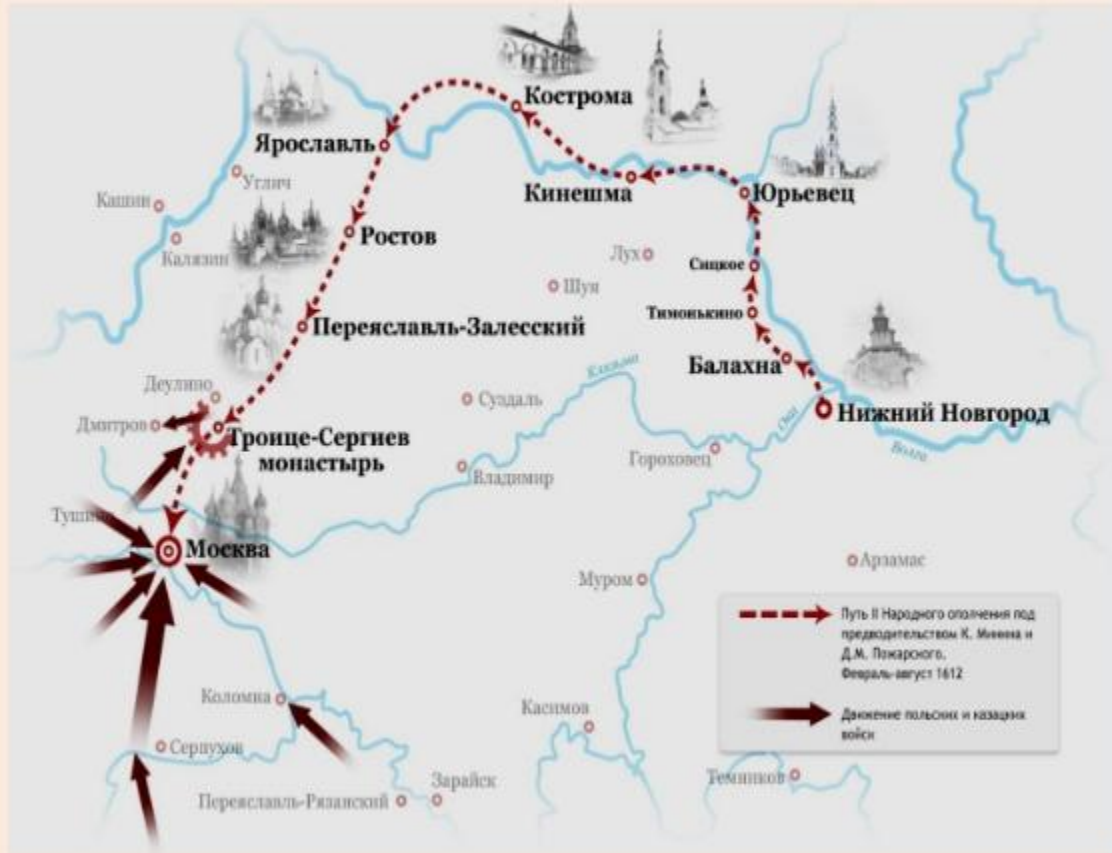 Кострома
Ярославль
Углич
Кинешма
Юрьевец
Кашин
Ростов
Калязин
Лух
Сицкое
Шуя
Тимонькино
Переяславль-Залесский
Балахна
Клязьма
Деулино
Суздаль
Нижний Новгород
Дмитров
Троице-Сергиев
монастырь
Ока
Волга
Гороховец
Владимир
Москва
Арзамас
Муром
Путь II Народного ополчения под
предводительством К. Минина и
Д.М. Пожарского.
Февраль-август 1612
Коломна
Касимов
Движение польских и казацких
войск
Серпухов
Зарайск
Темников
Переяславль-Рязанский